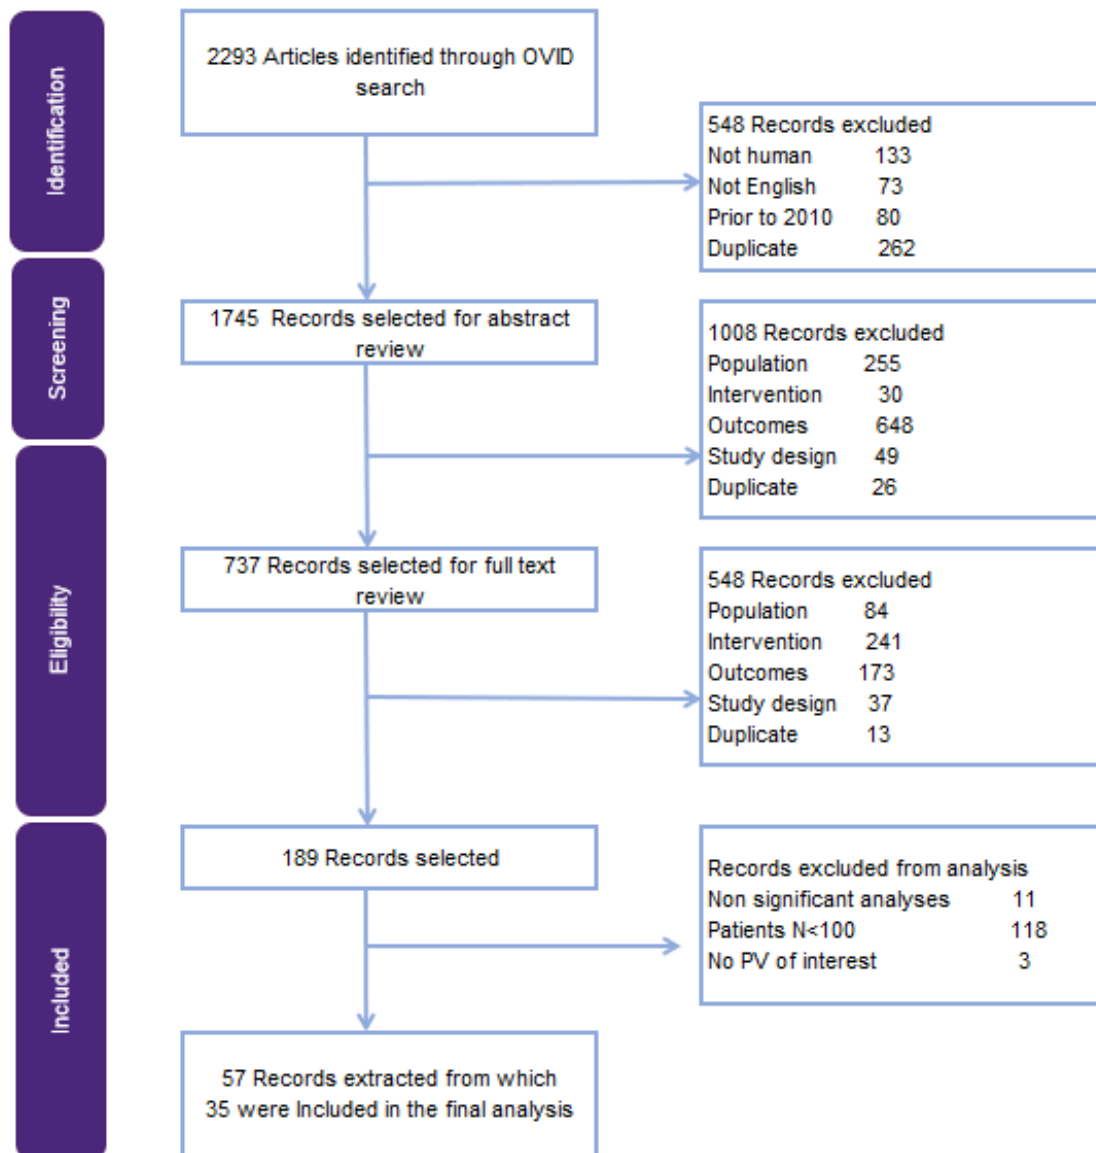 Identification
2293 Articles identified through OVID
search
548 Records excluded
Not human 133
Not English 73
Prior to 2010 80
Duplicate 262
Screening
1745 Records selected for abstract
review
1008 Records excluded
Population 255
Intervention 30
Outcomes 648
Study design 49
Duplicate 26
Eligibility
737 Records selected for full text
review
548 Records excluded
Population 84
Intervention 241
Outcomes 173
Study design 37
Duplicate 13
Included
189 Records selected
Records excluded from analysis
Non significant analyses 11
Patients N<100 118
No PV of interest 3
57 Records extracted from which
35 were Included in the final analysis